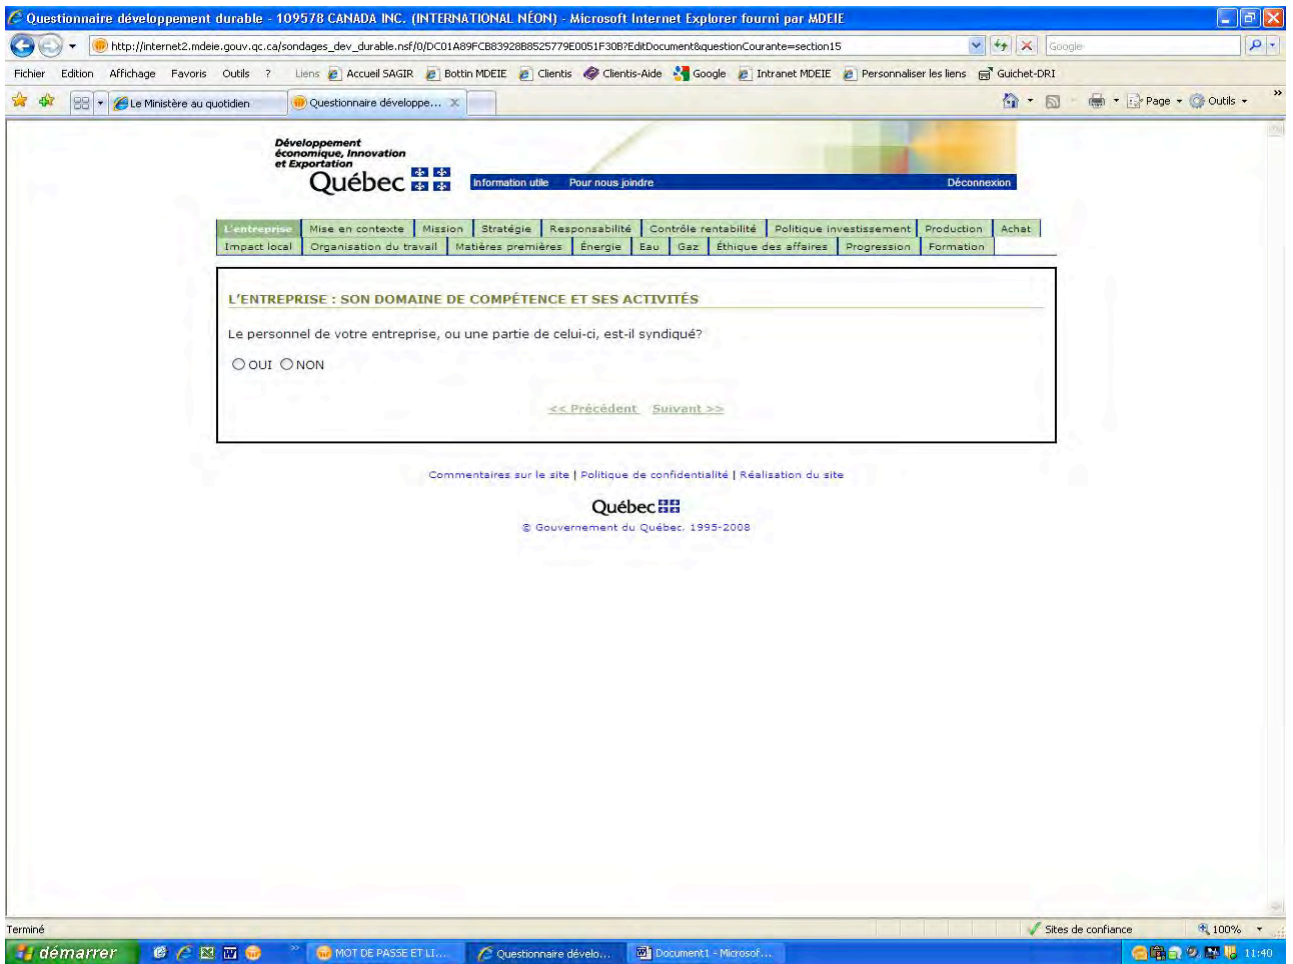 Questionnaire développement durable - 109578 CANADA INC. (INTERNATIONAL NÉON) - Microsoft Internet Explorer fourni par MDEIE
http://internet2.mdeie.gouv.qc.ca/sondages_dev_durable.nsf/0/DC01A89FCB83928B8525779E0051F30B?EditDocument&questionCourante=section15
Google
Fichier Edition Affichage Favoris Outils ? Liens Accueil SAGIR Bottin MDEIE Clientis Clientis-Aide Google Intranet MDEIE Personnaliser les liens Guichet-DRI
Le Ministère au quotidien Questionnaire développe... Page Outils
Développement
économique, Innovation
et Exportation
Québec
Information utile Pour nous joindre Déconnexion
L'entreprise Mise en contexte Mission Stratégie Responsabilité Contrôle rentabilité Politique investissement Production Achat
Impact local Organisation du travail Matières premières Énergie Eau Gaz Éthique des affaires Progression Formation
L'ENTREPRISE : SON DOMAINE DE COMPÉTENCE ET SES ACTIVITÉS
Le personnel de votre entreprise, ou une partie de celui-ci, est-il syndiqué?
OUI NON
<< Précédent Suivant >>
Commentaires sur le site | Politique de confidentialité | Réalisation du site
Québec
© Gouvernement du Québec, 1995-2008
Terminé Sites de confiance 100%
démarrer MOT DE PASSE ET LI... Questionnaire dévelo... Document1 - Microsof... 11:40